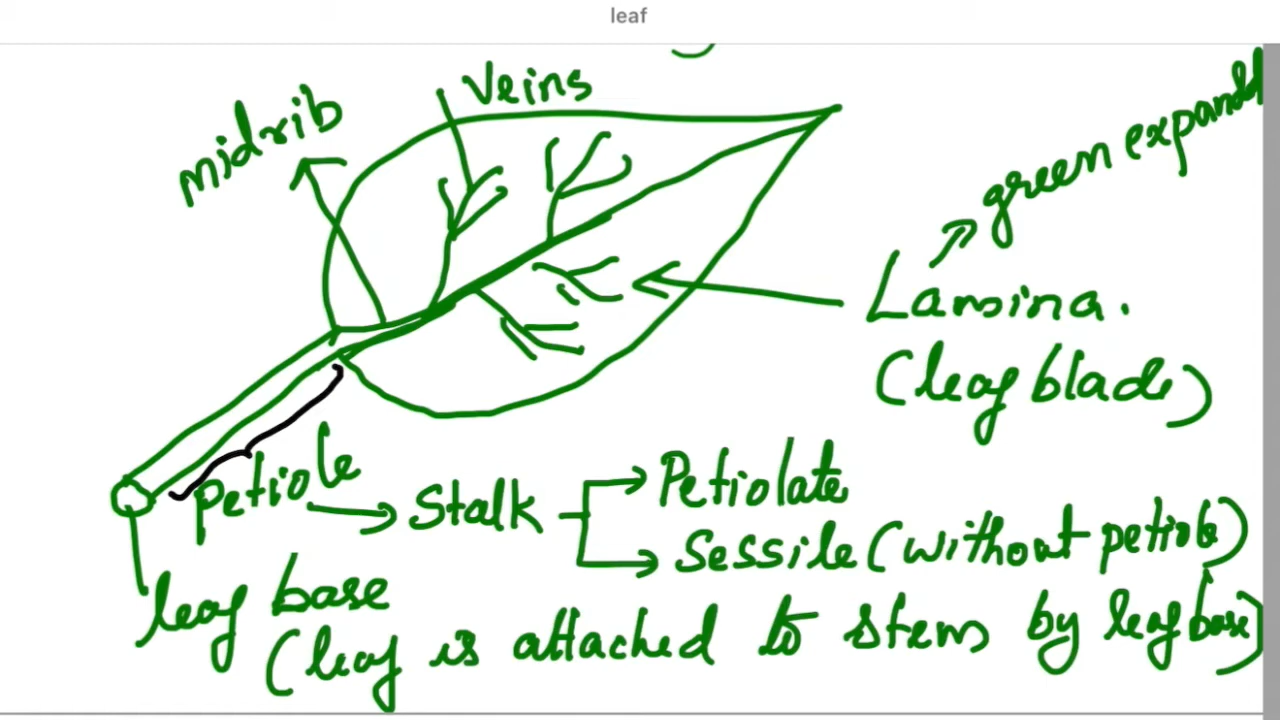 leaf
Veins
midrib
green expanded
Lamina.
(leaf blade)
Petiole
Stalk
Petiolate
Sessile (without petiole)
leaf base
(leaf is attached to stem by leaf base)